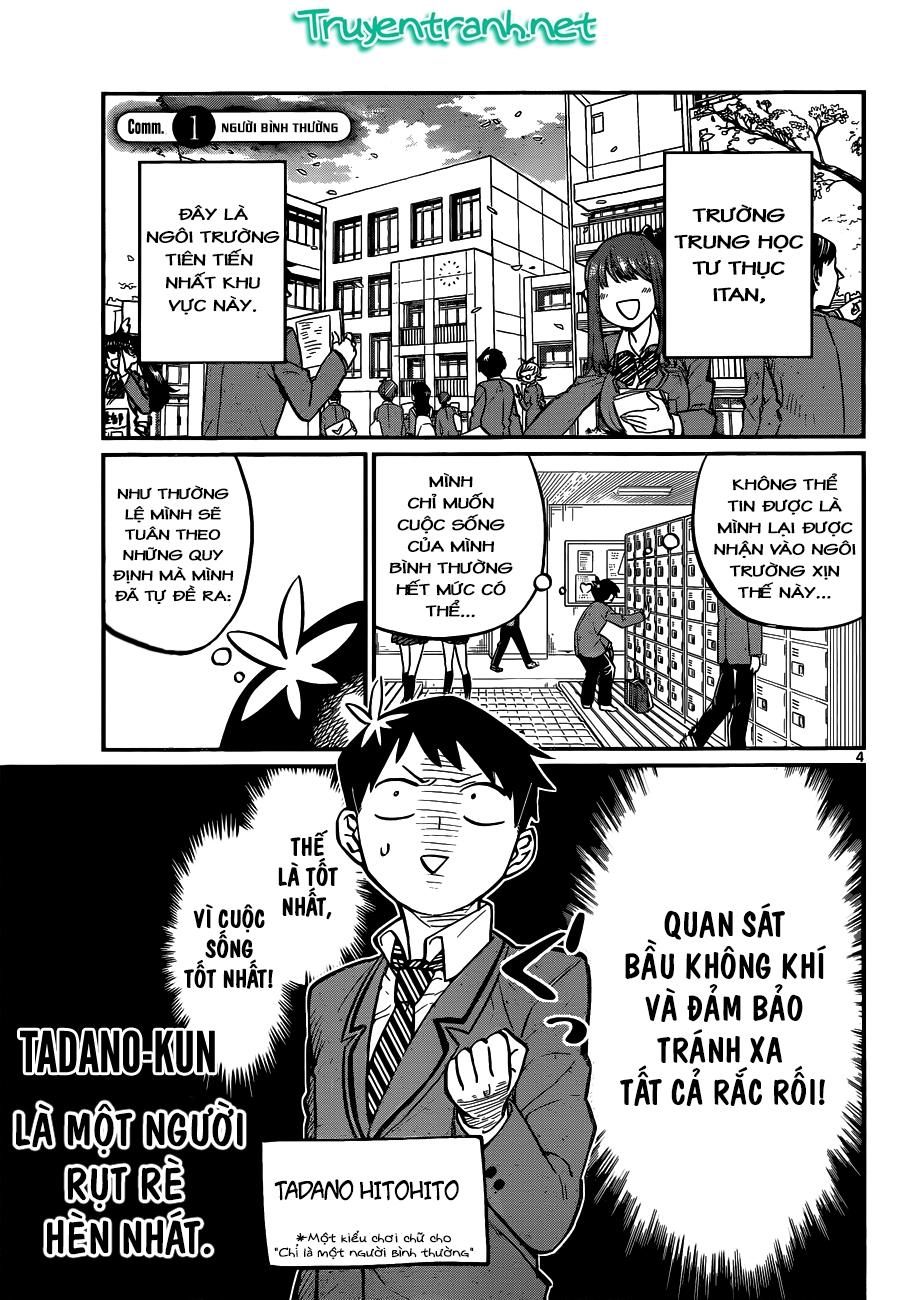 Truyentranh.net
Comm. 1 NGƯỜI BÌNH THƯỜNG
TRƯỜNG
TRUNG HỌC
TƯ THỤC
ITAN,
ĐÂY LÀ
NGÔI TRƯỜNG
TIÊN TIẾN
NHẤT KHU
VỰC NÀY.
KHÔNG THỂ
TIN ĐƯỢC LÀ
MÌNH LẠI ĐƯỢC
NHẬN VÀO NGÔI
TRƯỜNG XỊN
THẾ NÀY...
MÌNH
CHỈ MUỐN
CUỘC SỐNG
CỦA MÌNH
BÌNH THƯỜNG
HẾT MỨC CÓ
THỂ...
NHƯ THƯỜNG
LỆ MÌNH SẼ
TUÂN THEO
NHỮNG QUY
ĐỊNH MÀ MÌNH
ĐÃ TỰ ĐỀ RA:
4
QUAN SÁT
BẦU KHÔNG KHÍ
VÀ ĐẢM BẢO
TRÁNH XA
TẤT CẢ RẮC RỐI!
THẾ
LÀ TỐT
NHẤT,
VÌ CUỘC
SỐNG
TỐT NHẤT!
TADANO-KUN
LÀ MỘT NGƯỜI
RỤT RÈ
HÈN NHÁT.
TADANO HITOHITO
*Một kiểu chơi chữ cho
"Chỉ là một người Bình thường"